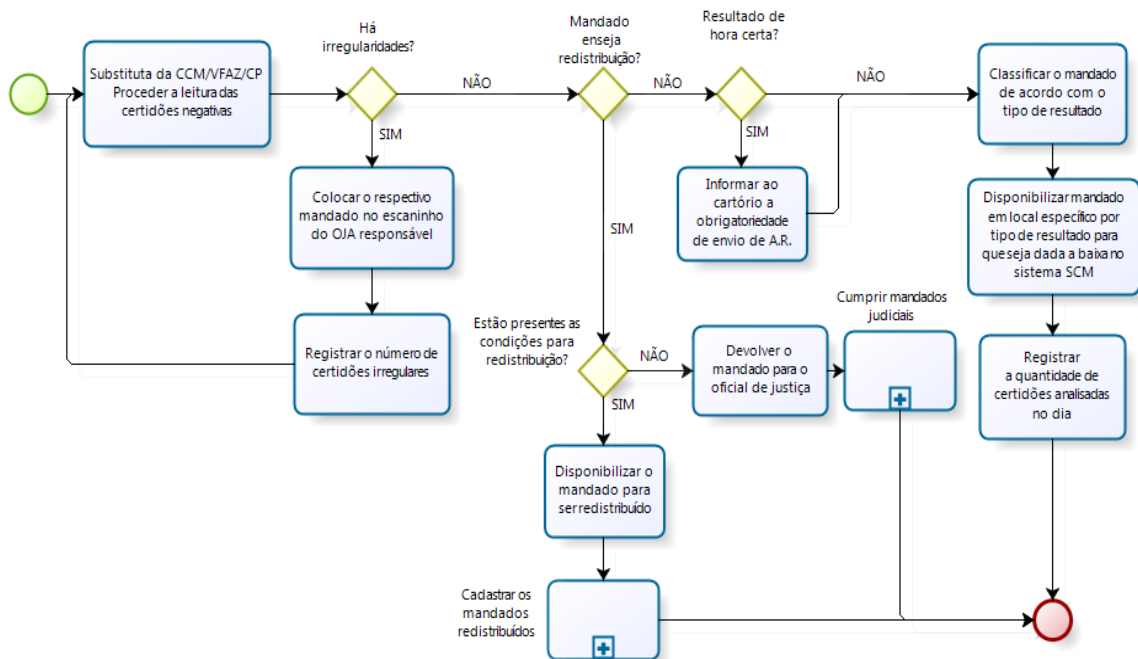 Há
irregularidades?
Mandado
enseja
redistribuição?
Resultado de
hora certa?
Substituta da CCM/VFAZ/CP
Proceder a leitura das
certidões negativas
NÃO
NÃO
NÃO
Classificar o mandado
de acordo com o
tipo de resultado
SIM
SIM
Colocar o respectivo
mandado no escaninho
do OJA responsável
Informar ao
cartório a
obrigatoriedade
de envio de A.R.
SIM
Disponibilizar mandado
em local específico por
tipo de resultado para
que seja dada a baixa no
sistema SCM
Registrar o número de
certidões irregulares
Estão presentes as
condições para
redistribuição?
NÃO
Devolver o
mandado para o
oficial de justiça
Cumprir mandados
judiciais
Registrar
a quantidade de
certidões analisadas
no dia
SIM
Disponibilizar o
mandado para
ser redistribuído
Cadastrar os
mandados
redistribuídos